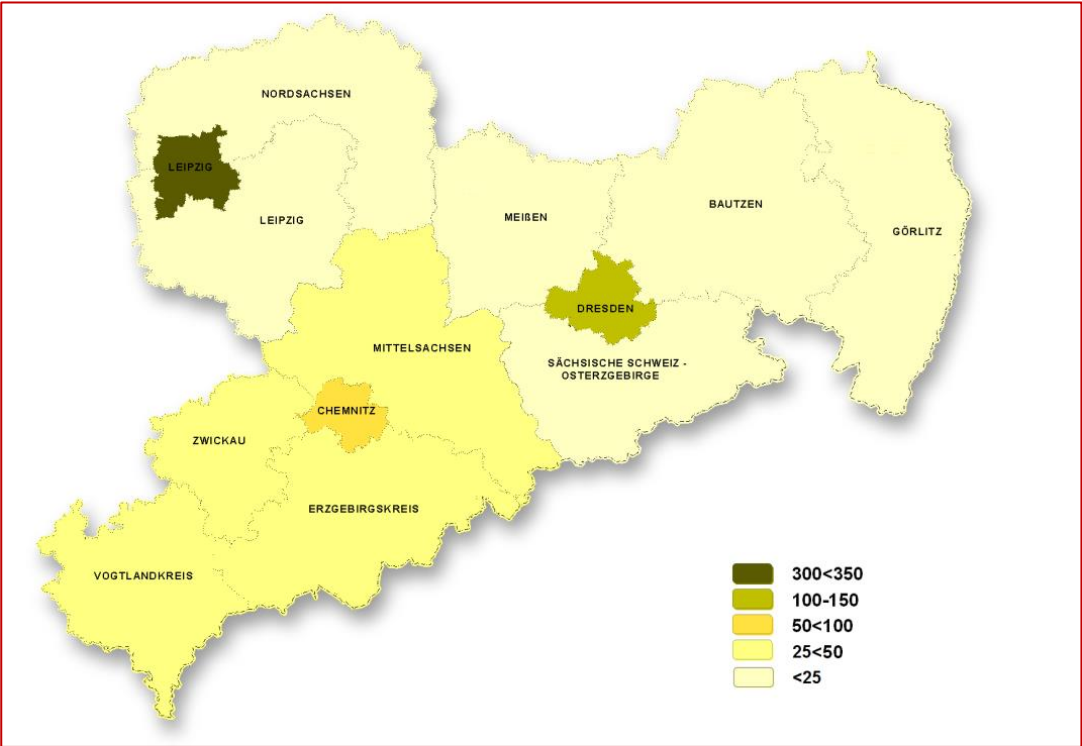 NORDSACHSEN
LEIPZIG
LEIPZIG
MEIßEN
BAUTZEN
GÖRLITZ
DRESDEN
MITTELSACHSEN
SÄCHSISCHE SCHWEIZ -
OSTERZGEBIRGE
CHEMNITZ
ZWICKAU
ERZGEBIRGSKREIS
VOGTLANDKREIS
300<350
100-150
50<100
25<50
<25